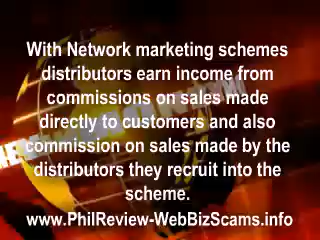 With Network marketing schemes
distributors earn income from
commissions on sales made
directly to customers and also
commission on sales made by the
distributors they recruit into the
scheme.
www.PhilReview-WebBizScams.info